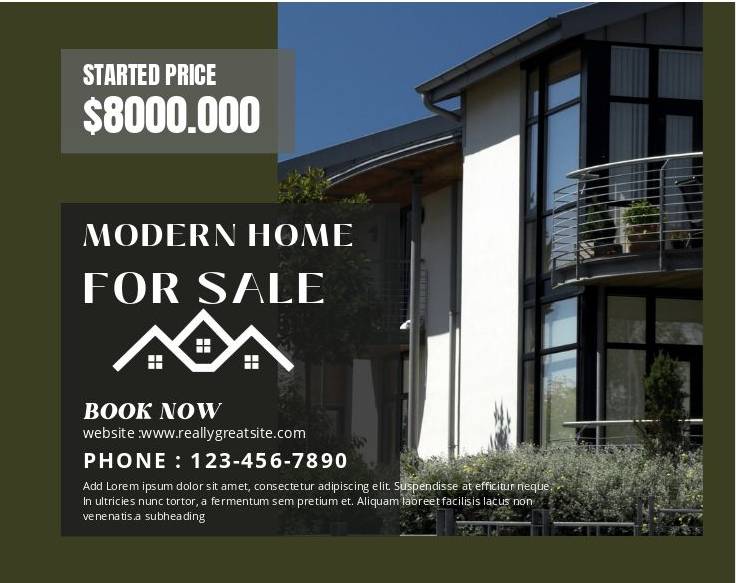 STARTED PRICE
$8000.000
MODERN HOME
FOR SALE
BOOK NOW
website :www.reallygreatsite.com
PHONE : 123-456-7890
Add Lorem ipsum dolor sit amet, consectetur adipiscing elit. Suspendisse at efficitur neque.
In ultricies nunc tortor, a fermentum sem pretium et. Aliquam laoreet facilisis lacus non
venenatis.a subheading